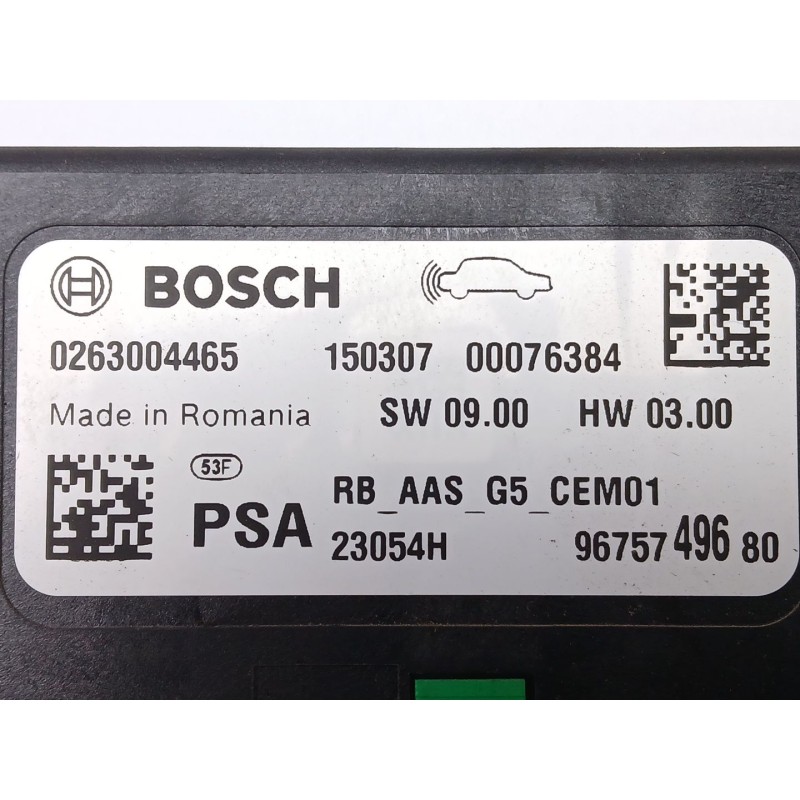 BOSCH
0263004465 150307 00076384
Made in Romania SW 09.00 HW 03.00
53F
RB_AAS_G5_CEM01
PSA
23054H 96757 496 80